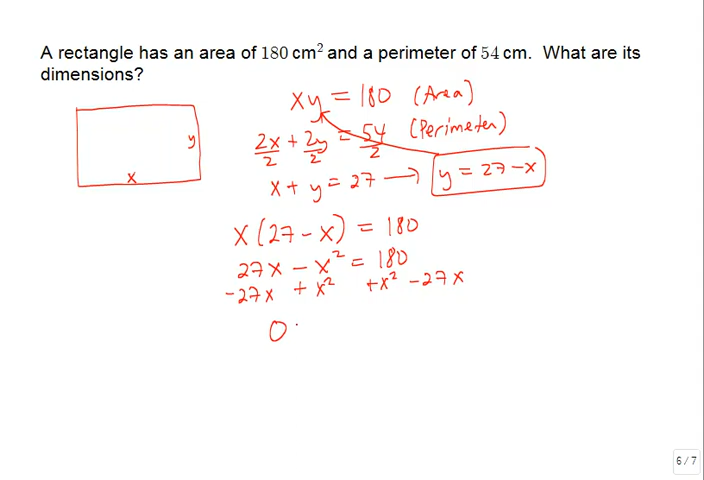 A rectangle has an area of 180 cm² and a perimeter of 54 cm. What are its
dimensions?
xy = 180 (Area)
2x/2 + 2y/2 = 54/2 (Perimeter)
y
x
x + y = 27 → y = 27 - x
x(27 - x) = 180
27x - x² = 180
-27x + x² +x² -27x
0
6/7